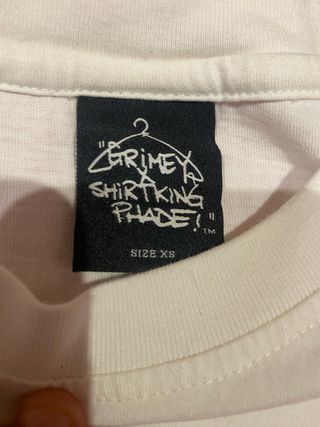 "GRiMEY
X
SHiRTKING
PHADE!"
TM
SIZE XS